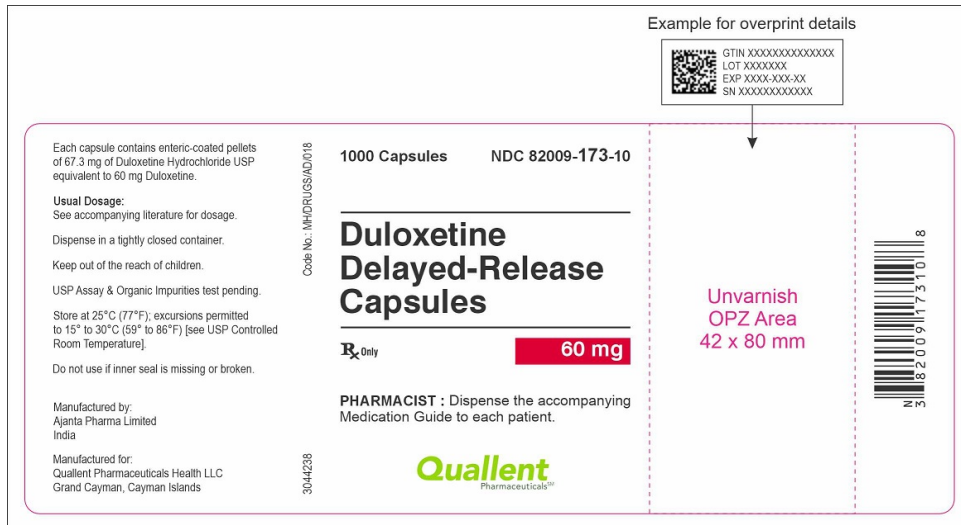 Example for overprint details
GTIN XXXXXXXXXXXXXX
LOT XXXXXXX
EXP XXXX-XXX-XX
SN XXXXXXXXXXXX
Each capsule contains enteric-coated pellets
of 67.3 mg of Duloxetine Hydrochloride USP
equivalent to 60 mg Duloxetine.
Usual Dosage:
See accompanying literature for dosage.
Dispense in a tightly closed container.
Keep out of the reach of children.
USP Assay & Organic Impurities test pending.
Store at 25°C (77°F); excursions permitted
to 15° to 30°C (59° to 86°F) [see USP Controlled
Room Temperature].
Do not use if inner seal is missing or broken.
Manufactured by:
Ajanta Pharma Limited
India
Manufactured for:
Quallent Pharmaceuticals Health LLC
Grand Cayman, Cayman Islands
Code No.: MH/DRUGS/AD/018
3044238
1000 Capsules NDC 82009-173-10
Duloxetine
Delayed-Release
Capsules
℞ Only 60 mg
PHARMACIST : Dispense the accompanying
Medication Guide to each patient.
Quallent
Pharmaceuticals℠
Unvarnish
OPZ Area
42 x 80 mm
N
3 82009 17310 8